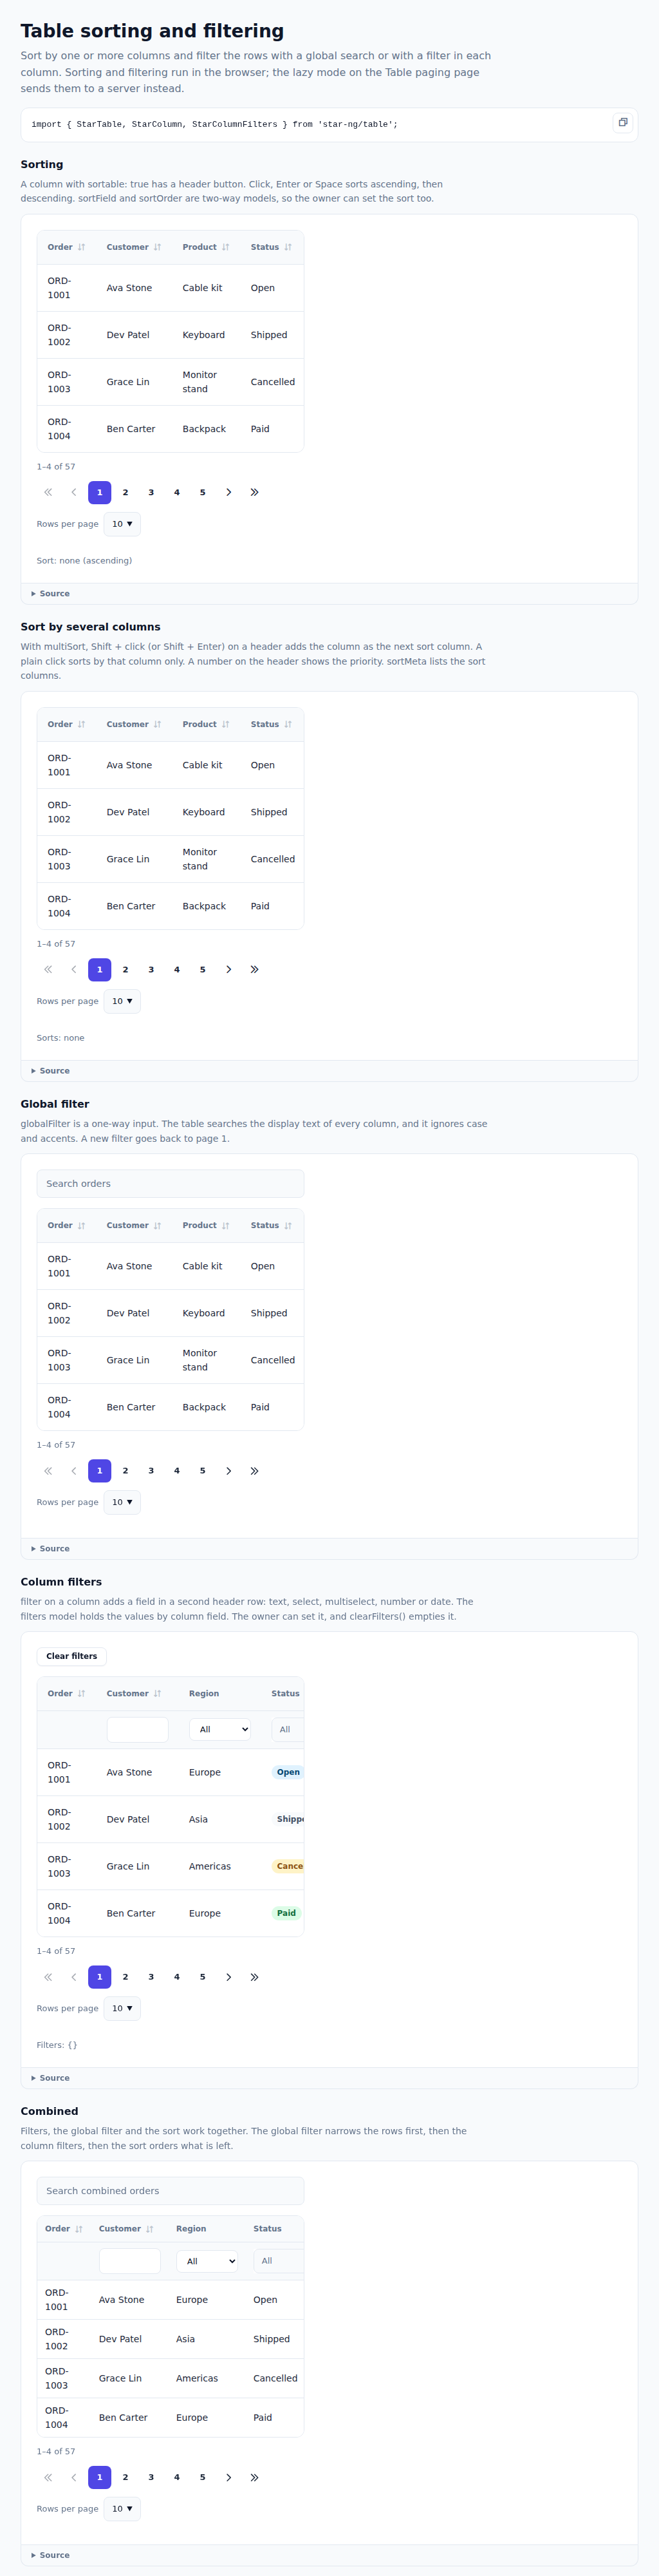 Table sorting and filtering
Sort by one or more columns and filter the rows with a global search or with a filter in each
column. Sorting and filtering run in the browser; the lazy mode on the Table paging page
sends them to a server instead.
import { StarTable, StarColumn, StarColumnFilters } from 'star-ng/table';
Sorting
A column with sortable: true has a header button. Click, Enter or Space sorts ascending, then
descending. sortField and sortOrder are two-way models, so the owner can set the sort too.
Order Customer Product Status
ORD-
1001 Ava Stone Cable kit Open
ORD-
1002 Dev Patel Keyboard Shipped
ORD-
1003 Grace Lin Monitor
stand Cancelled
ORD-
1004 Ben Carter Backpack Paid
1–4 of 57
1 2 3 4 5
Rows per page 10
Sort: none (ascending)
Source
Sort by several columns
With multiSort, Shift + click (or Shift + Enter) on a header adds the column as the next sort column. A
plain click sorts by that column only. A number on the header shows the priority. sortMeta lists the sort
columns.
Order Customer Product Status
ORD-
1001 Ava Stone Cable kit Open
ORD-
1002 Dev Patel Keyboard Shipped
ORD-
1003 Grace Lin Monitor
stand Cancelled
ORD-
1004 Ben Carter Backpack Paid
1–4 of 57
1 2 3 4 5
Rows per page 10
Sorts: none
Source
Global filter
globalFilter is a one-way input. The table searches the display text of every column, and it ignores case
and accents. A new filter goes back to page 1.
Search orders
Order Customer Product Status
ORD-
1001 Ava Stone Cable kit Open
ORD-
1002 Dev Patel Keyboard Shipped
ORD-
1003 Grace Lin Monitor
stand Cancelled
ORD-
1004 Ben Carter Backpack Paid
1–4 of 57
1 2 3 4 5
Rows per page 10
Source
Column filters
filter on a column adds a field in a second header row: text, select, multiselect, number or date. The
filters model holds the values by column field. The owner can set it, and clearFilters() empties it.
Clear filters
Order Customer Region Status
All All
ORD-
1001 Ava Stone Europe Open
ORD-
1002 Dev Patel Asia Shipp
ORD-
1003 Grace Lin Americas Cance
ORD-
1004 Ben Carter Europe Paid
1–4 of 57
1 2 3 4 5
Rows per page 10
Filters: {}
Source
Combined
Filters, the global filter and the sort work together. The global filter narrows the rows first, then the
column filters, then the sort orders what is left.
Search combined orders
Order Customer Region Status
All All
ORD-
1001 Ava Stone Europe Open
ORD-
1002 Dev Patel Asia Shipped
ORD-
1003 Grace Lin Americas Cancelled
ORD-
1004 Ben Carter Europe Paid
1–4 of 57
1 2 3 4 5
Rows per page 10
Source